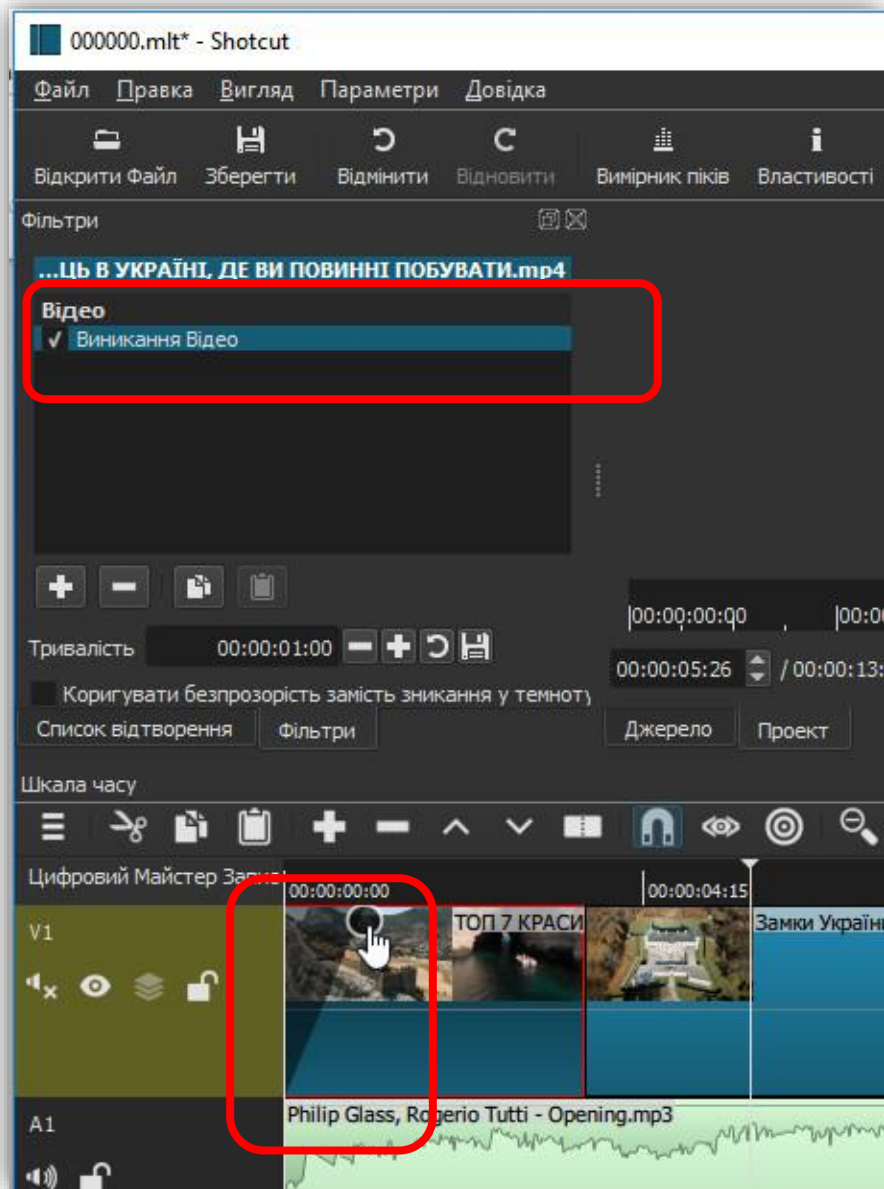 000000.mlt* - Shotcut
Файл Правка Вигляд Параметри Довідка
Відкрити Файл Зберегти Відмінити Відновити Вимірник піків Властивості
Фільтри
...ЦЬ В УКРАЇНІ, ДЕ ВИ ПОВИННІ ПОБУВАТИ.mp4
Відео
Виникання Відео
00:00:00:00
Тривалість 00:00:01:00
00:00:05:26 / 00:00:13:
Коригувати безпрозорість замість зникання у темноту
Список відтворення Фільтри Джерело Проект
Шкала часу
Цифровий Майстер
00:00:00:00 00:00:04:15
V1
ТОП 7 КРАСИ Замки Україн
A1
Philip Glass, Rogerio Tutti - Opening.mp3